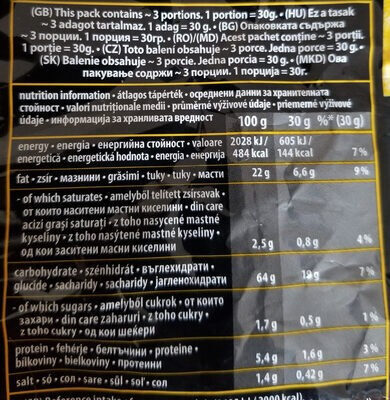 (GB) This pack contains ~ 3 portions. 1 portion = 30g. • (HU) Ez a tasak
~ 3 adagot tartalmaz. 1 adag = 30 g. • (BG) Опаковката съдържа
~ 3 порции. 1 порция = 30гр. • (RO)/(MD) Acest pachet conține ~ 3 porții.
1 porție = 30g. • (CZ) Toto balení obsahuje ~ 3 porce. Jedna porce = 30 g. •
(SK) Balenie obsahuje ~ 3 porcie. Jedna porcia = 30 g. • (MKD) Ова
пакување содржи ~ 3 порции. 1 порција = 30г.
nutrition information • átlagos tápérték • осреднени данни за хранителната
стойност • valori nutriționale medii • průměrné výživové údaje • priemerné výživové
údaje • информација за хранливата вредност 100 g 30 g %* (30 g)
energy • energia • енергийна стойност • valoare 2028 kJ / 605 kJ /
energetică • energetická hodnota • energia • енергија 484 kcal 144 kcal 7 %
fat • zsír • мазнини • grăsimi • tuky • tuky • масти 22 g 6,6 g 9%
- of which saturates • amelyből telített zsírsavak •
от които наситени мастни киселини • din care
acizi grași saturați • z toho nasycené mastné
kyseliny • z toho nasýtené mastné kyseliny •
од кои заситени масни киселини 2,5 g 0,8 g 4%
carbohydrate • szénhidrát • въглехидрати •
glucide • sacharidy • sacharidy • јагленохидрати 64 g 19g 7%
- of which sugars • amelyből cukrok • от които
захари • din care zaharuri • z toho cukry •
z toho cukry • од кои шеќери 1,7 g 0,5 g 1 %
protein • fehérje • белтъчини • proteine •
bílkoviny • bielkoviny • протеини 5,4 g 1,6 g 3 %
salt • só • сол • sare • sůl • soľ • сол 1,4 g 0,42 g 7 %